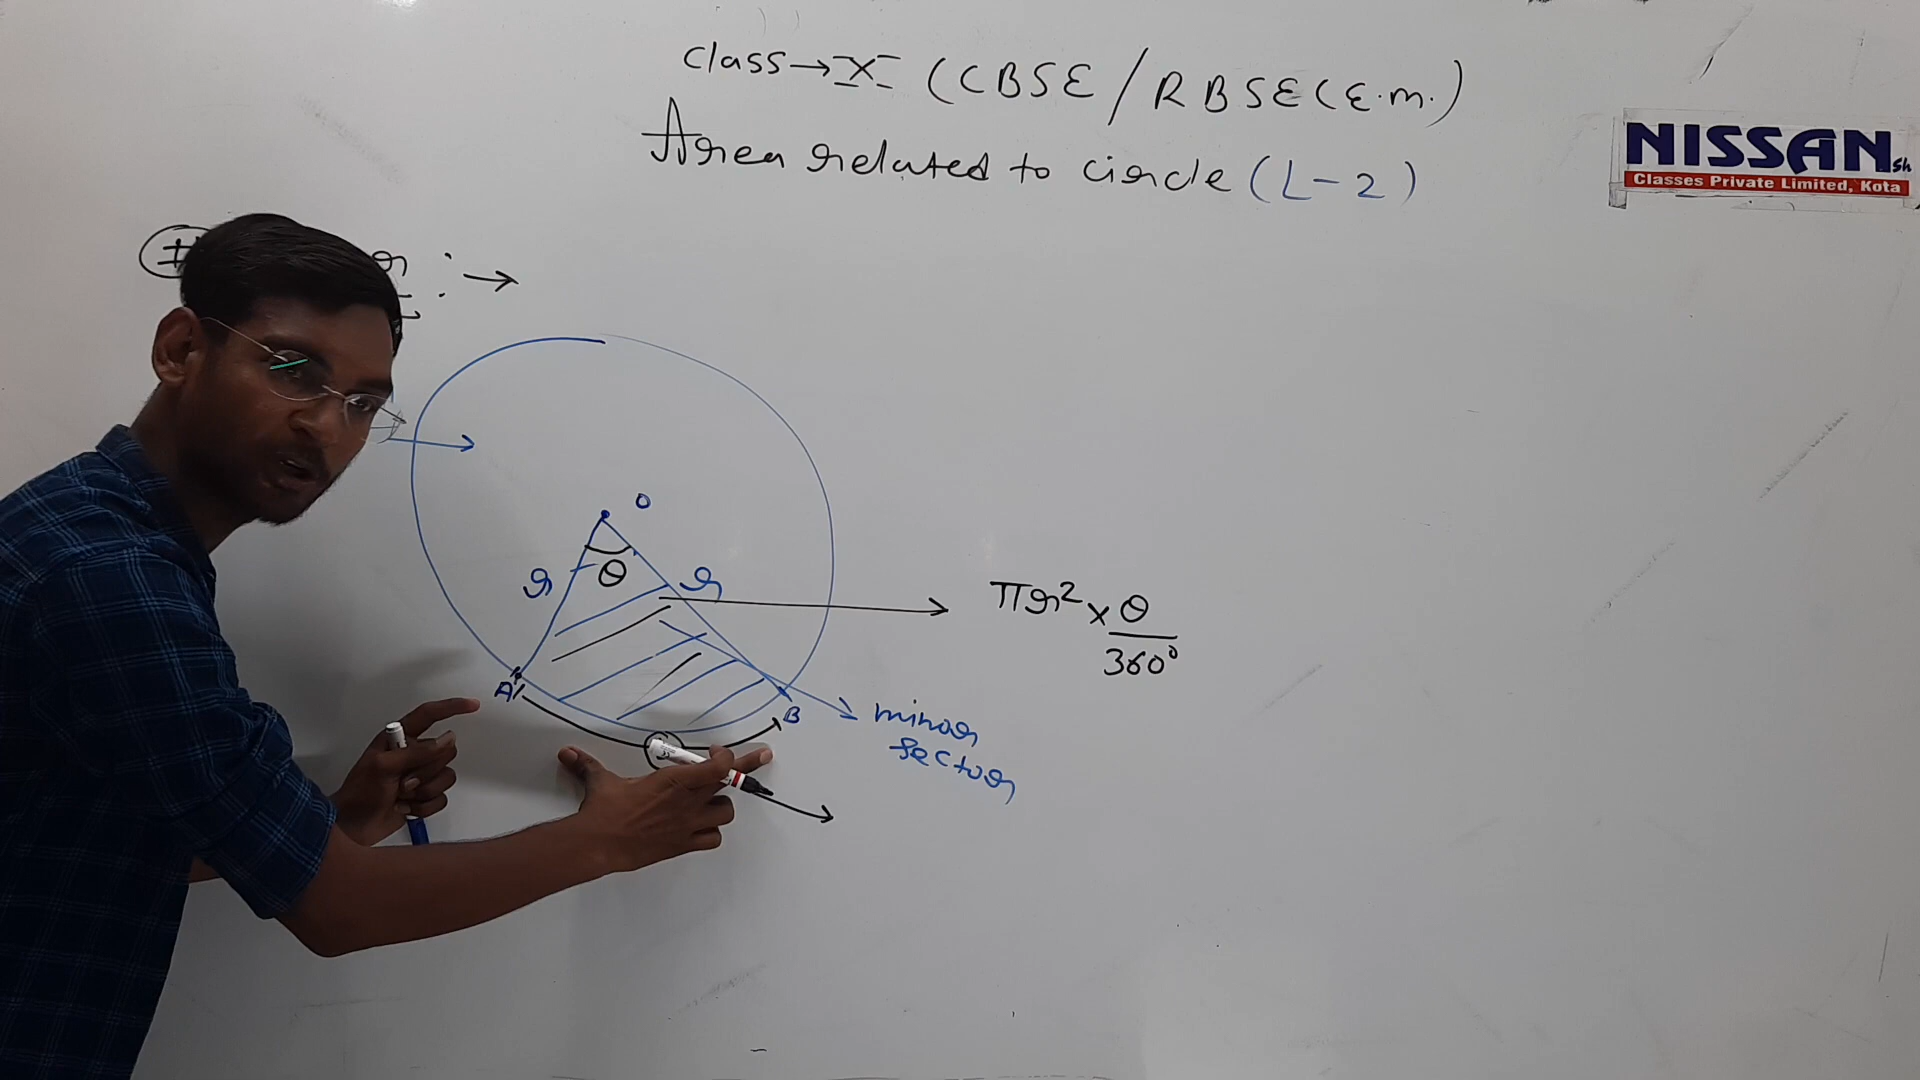 class → X (CBSE/RBSE(E.m.)
Area related to circle (L-2)
NISSAN
Classes Private Limited, Kota
O
r θ r
πr² × θ/360°
A
B
minor
sector